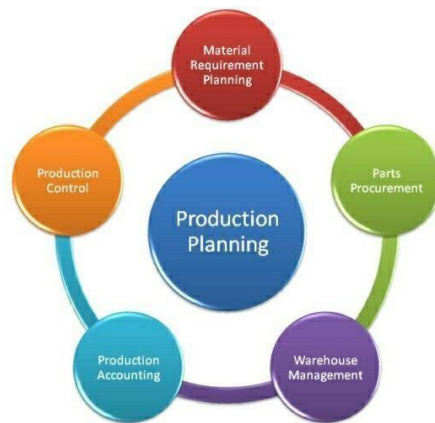 Material
Requirement
Planning
Production
Control
Parts
Procurement
Production
Planning
Production
Accounting
Warehouse
Management